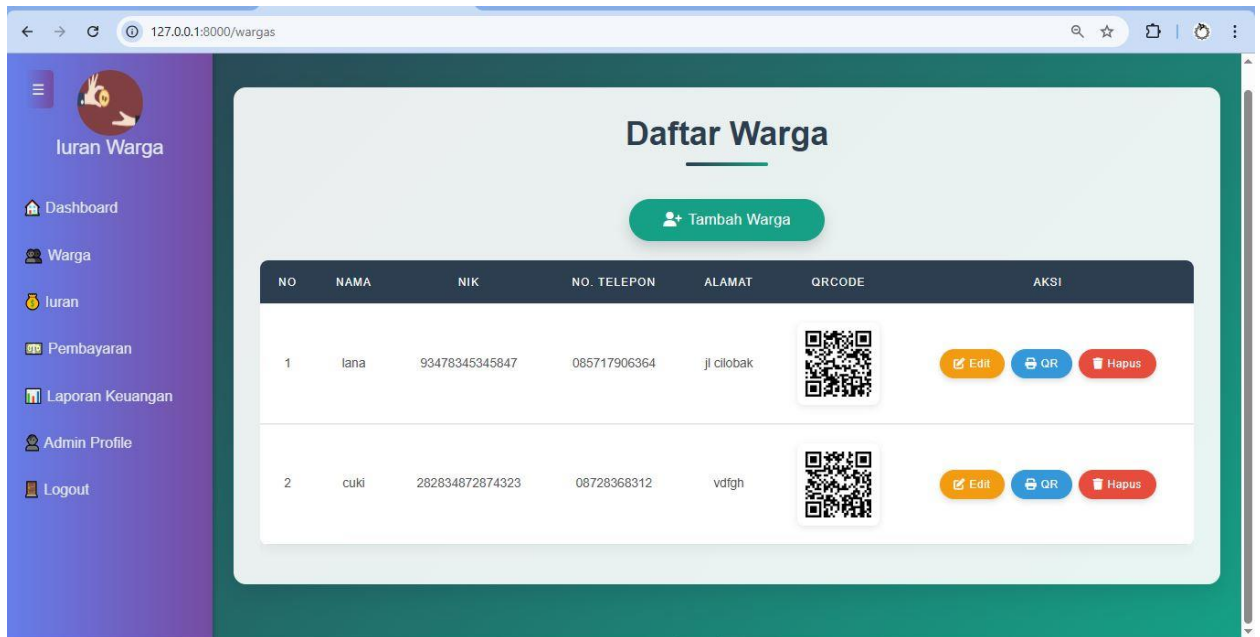 127.0.0.1:8000/wargas
Iuran Warga
Dashboard
Warga
Iuran
Pembayaran
Laporan Keuangan
Admin Profile
Logout
Daftar Warga
Tambah Warga
NO NAMA NIK NO. TELEPON ALAMAT QRCODE AKSI
1 lana 93478345345847 085717906364 jl cilobak Edit QR Hapus
2 cuki 282834872874323 08728368312 vdfgh Edit QR Hapus